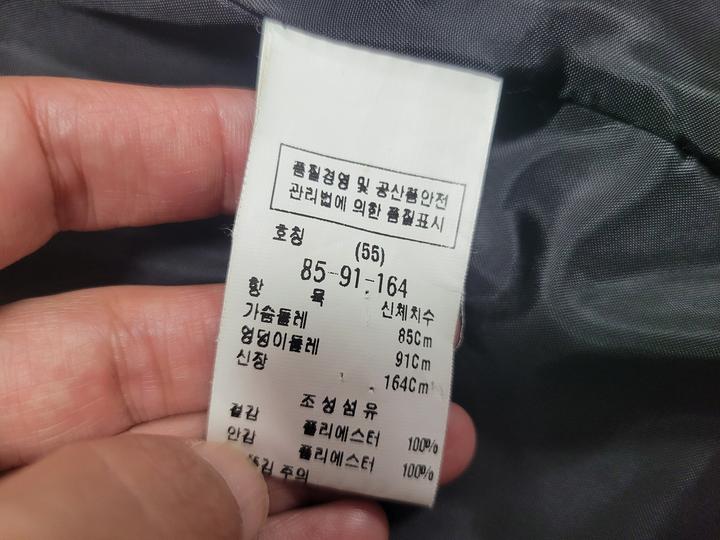 품질경영 및 공산품안전
관리법에 의한 품질표시
호칭 (55)
85-91-164
항 목 신체치수
가슴둘레 85Cm
엉덩이둘레 91Cm
신장 164Cm
조성섬유
겉감 폴리에스터 100%
안감 폴리에스터 100%
주의